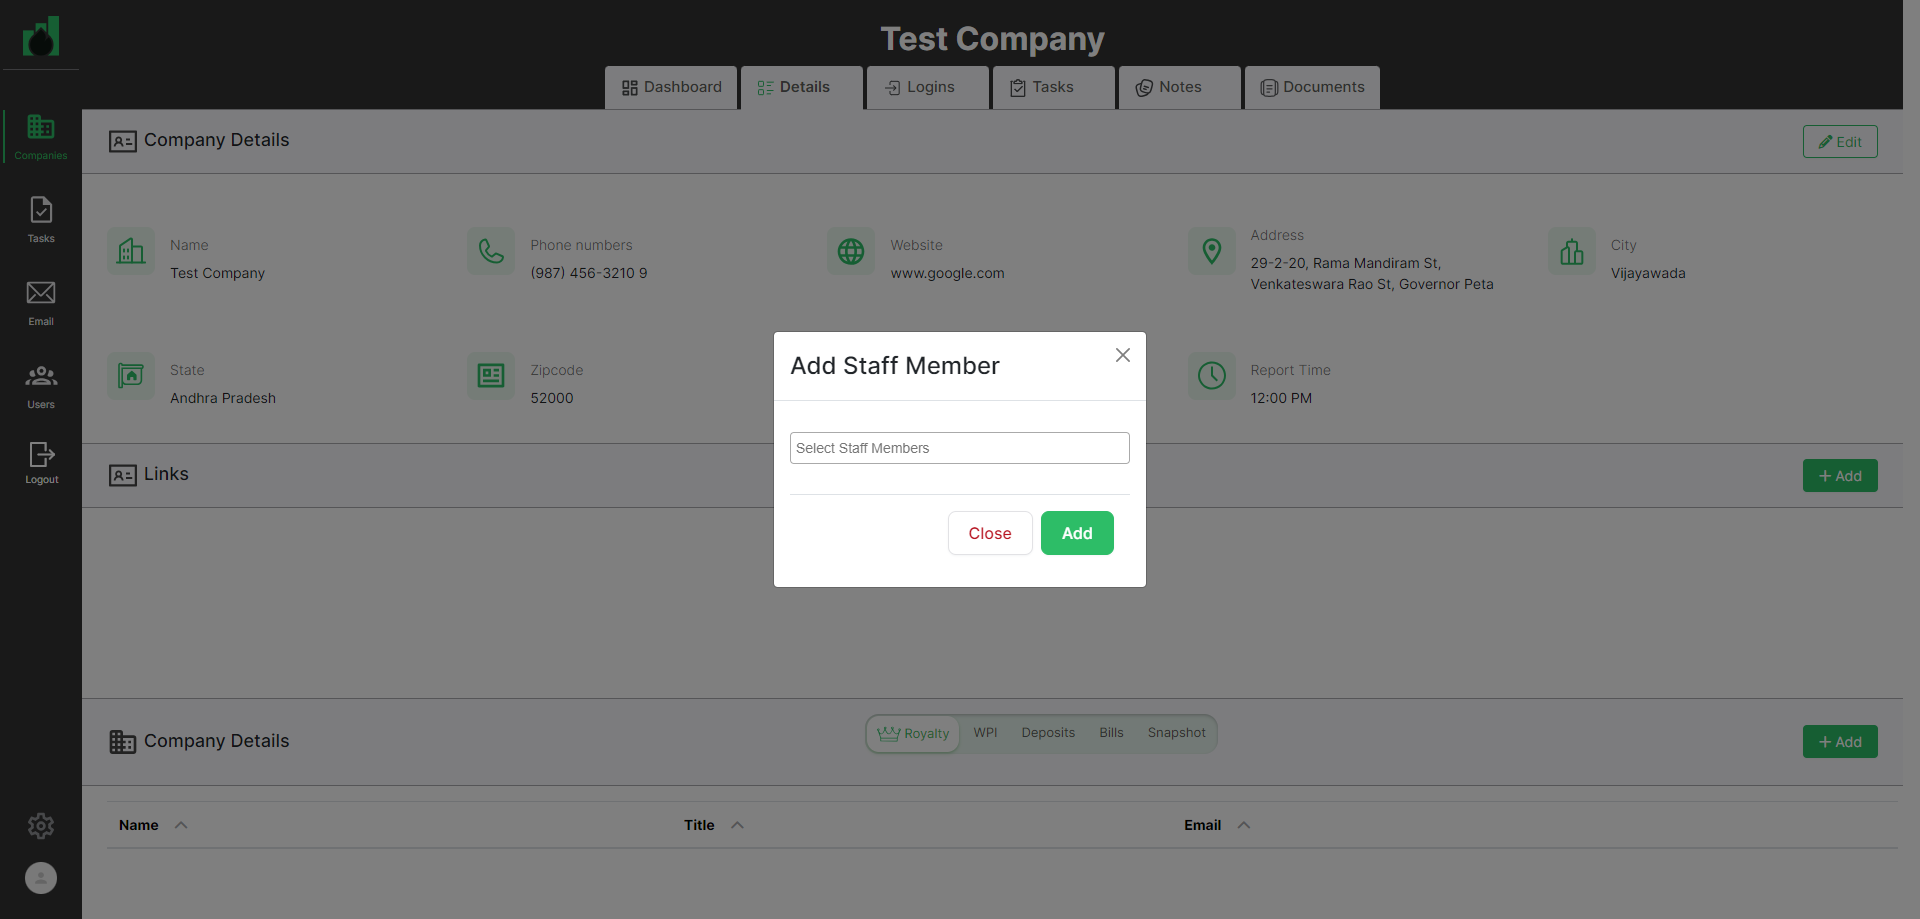 Test Company
Dashboard
Details
Logins
Tasks
Notes
Documents
Companies
Tasks
Email
Users
Logout
Company Details
Edit
Name
Test Company
Phone numbers
(987) 456-3210 9
Website
www.google.com
Address
29-2-20, Rama Mandiram St,
Venkateswara Rao St, Governor Peta
City
Vijayawada
State
Andhra Pradesh
Zipcode
52000
Report Time
12:00 PM
Add Staff Member
Select Staff Members
Close
Add
Links
+ Add
Company Details
Royalty
WPI
Deposits
Bills
Snapshot
+ Add
Name
Title
Email